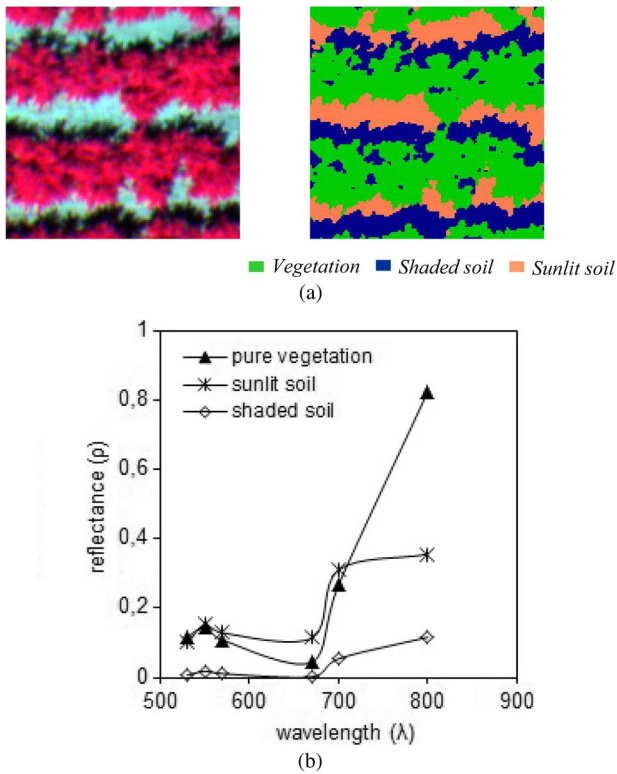 Vegetation Shaded soil Sunlit soil
(a)
1
pure vegetation
sunlit soil
shaded soil
0,8
0,6
0,4
0,2
0
reflectance (ρ)
500 600 700 800 900
wavelength (λ)
(b)